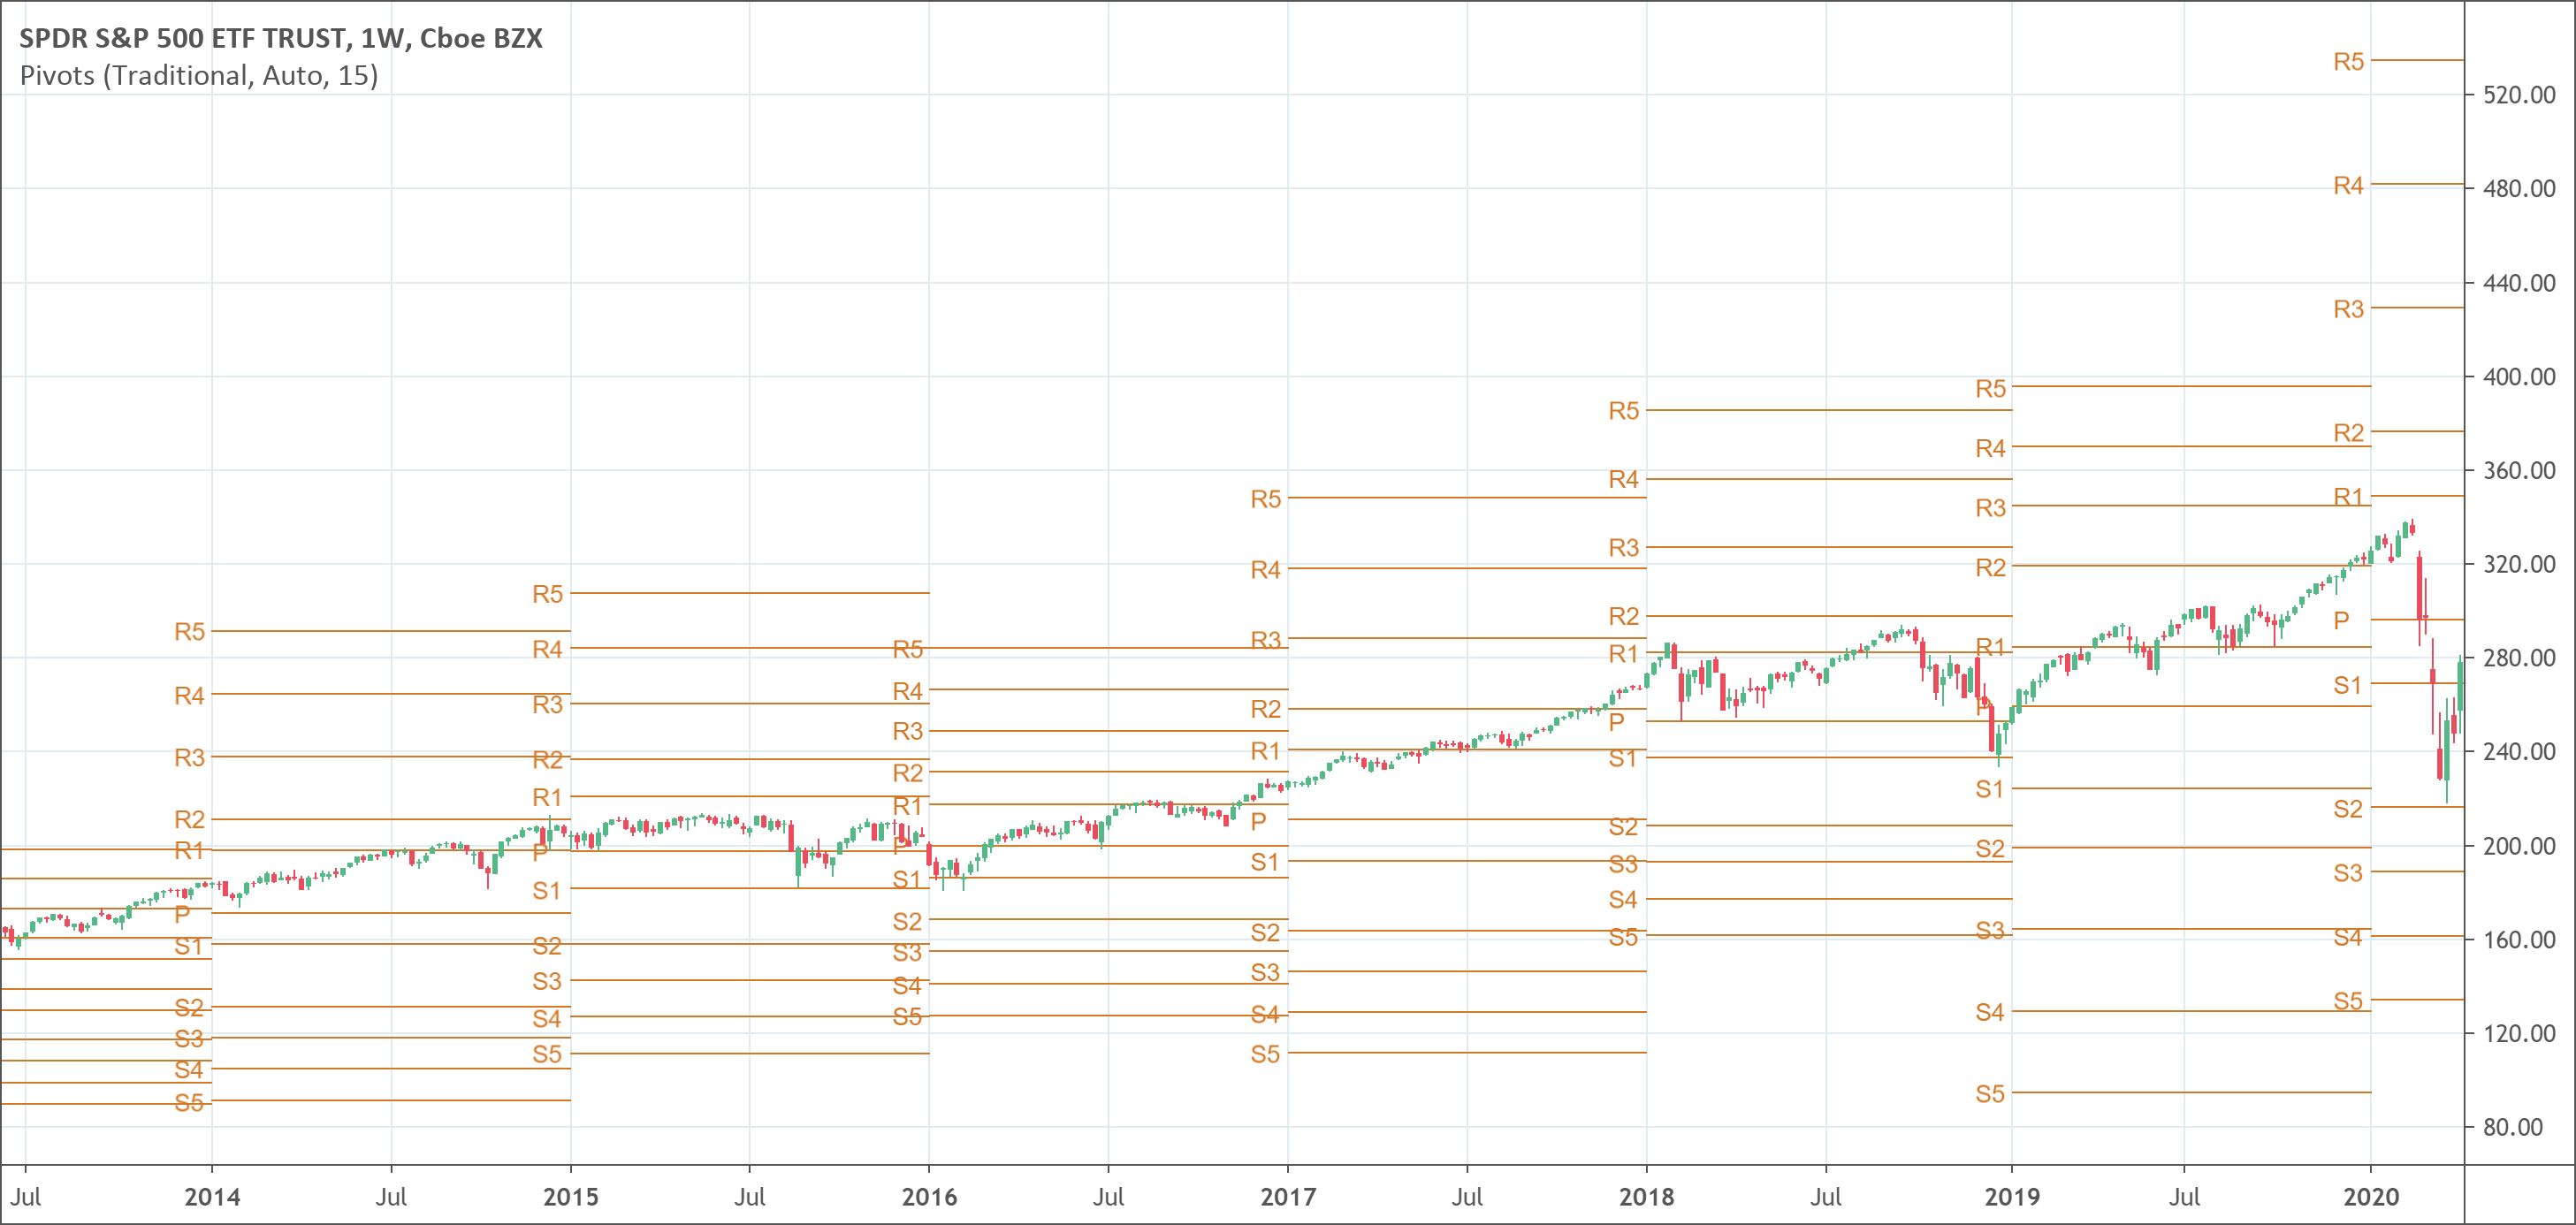 SPDR S&P 500 ETF TRUST, 1W, Cboe BZX
Pivots (Traditional, Auto, 15)
R5
R4
R3
R2
R1
P
S1
S2
S3
S4
S5
R5
R4
R3
R2
R1
P
S1
S2
S3
S4
S5
R5
R4
R3
R2
R1
P
S1
S2
S3
S4
S5
R5
R4
R3
R2
R1
P
S1
S2
S3
S4
S5
R5
R4
R3
R2
R1
P
S1
S2
S3
S4
S5
R5
R4
R3
R2
R1
P
S1
S2
S3
S4
S5
R5
R4
R3
R2
R1
P
S1
S2
S3
S4
S5
520.00
480.00
440.00
400.00
360.00
320.00
280.00
240.00
200.00
160.00
120.00
80.00
Jul 2014 Jul 2015 Jul 2016 Jul 2017 Jul 2018 Jul 2019 Jul 2020